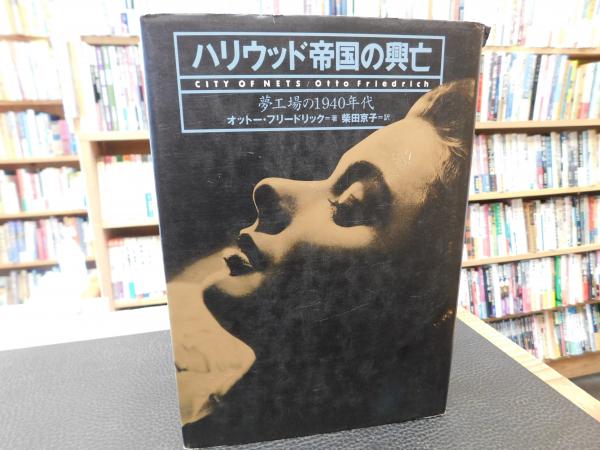 ハリウッド帝国の興亡
CITY OF NETS/Otto Friedrich
夢工場の1940年代
オットー・フリードリック＝著 柴田京子＝訳